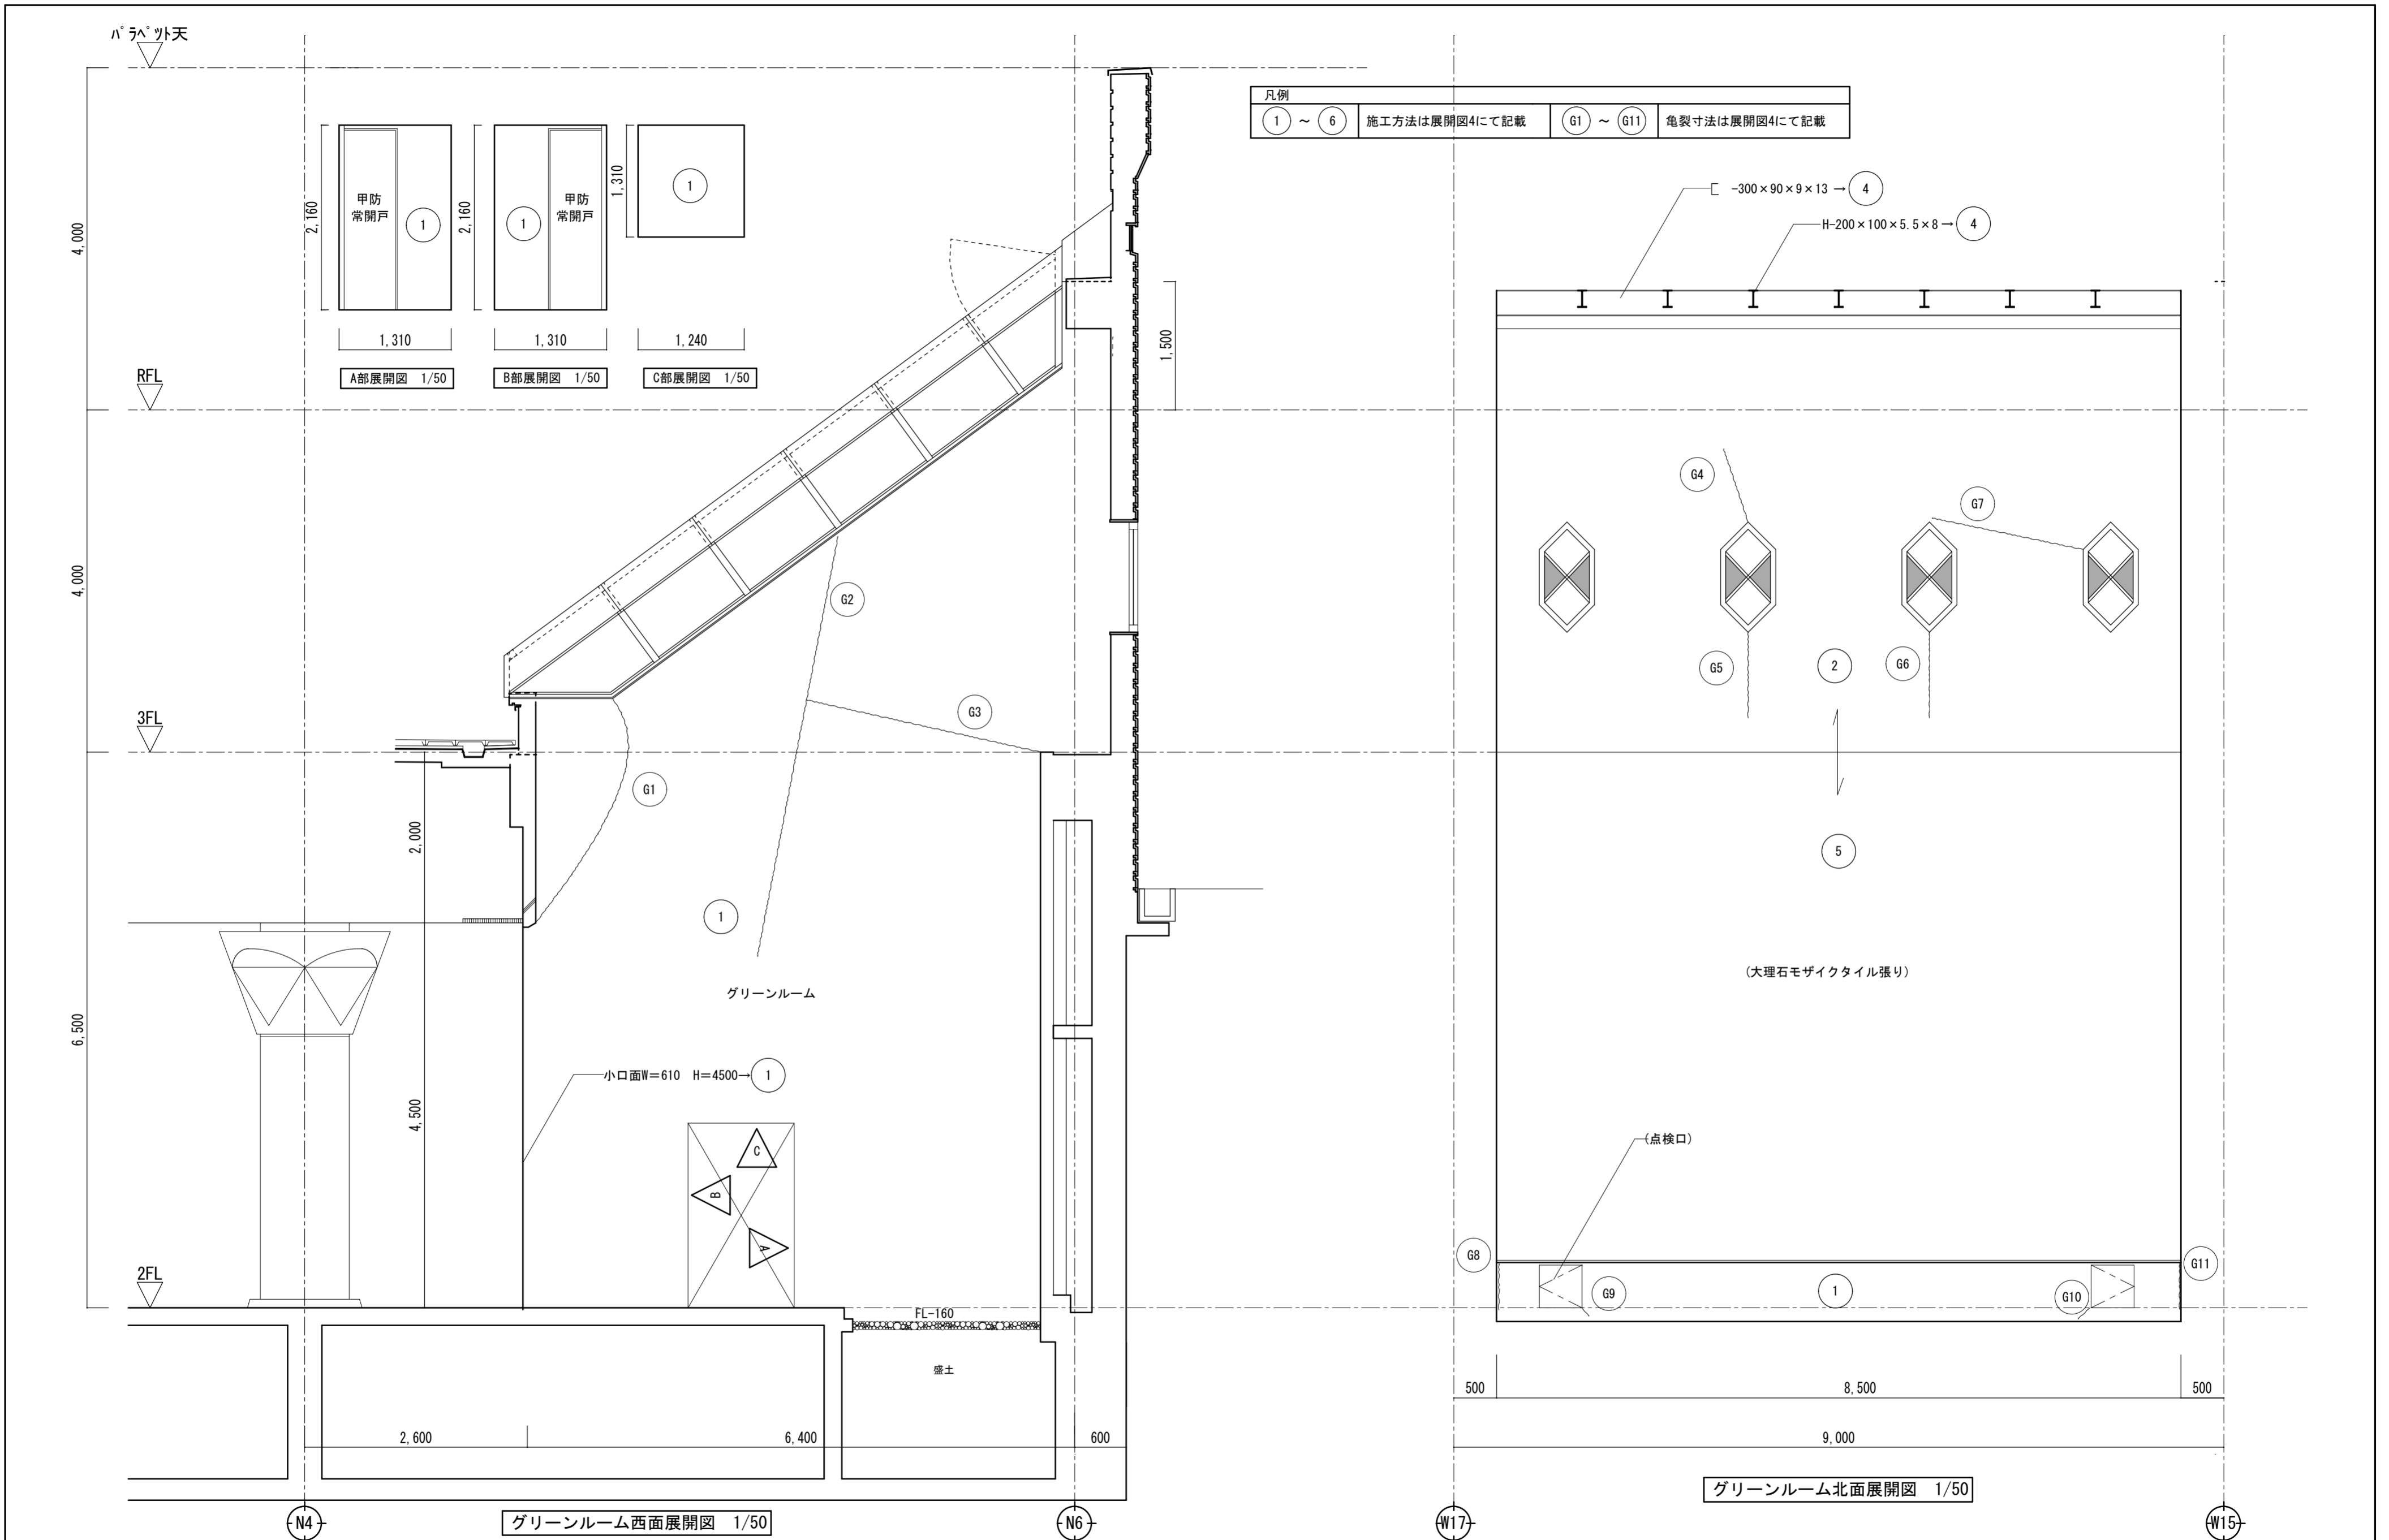 ﾊﾟﾗﾍﾟｯﾄ天
4,000
RFL
4,000
3FL
6,500
2FL
2,160
甲防
常開戸
1
1,310
A部展開図 1/50
2,160
1
甲防
常開戸
1,310
B部展開図 1/50
1,310
1
1,240
C部展開図 1/50
1,500
G2
G3
G1
2,000
1
グリーンルーム
4,500
小口面W=610 H=4500→1
C
B
A
FL-160
盛土
2,600
6,400
600
N4
N6
グリーンルーム西面展開図 1/50
凡例
1 ～ 6 施工方法は展開図4にて記載 G1 ～ G11 亀裂寸法は展開図4にて記載
[ -300×90×9×13 → 4
H-200×100×5.5×8→ 4
G4
G7
G5
2
G6
5
(大理石モザイクタイル張り)
(点検口)
G8
G11
G9
1
G10
500
8,500
500
9,000
グリーンルーム北面展開図 1/50
W17
W15